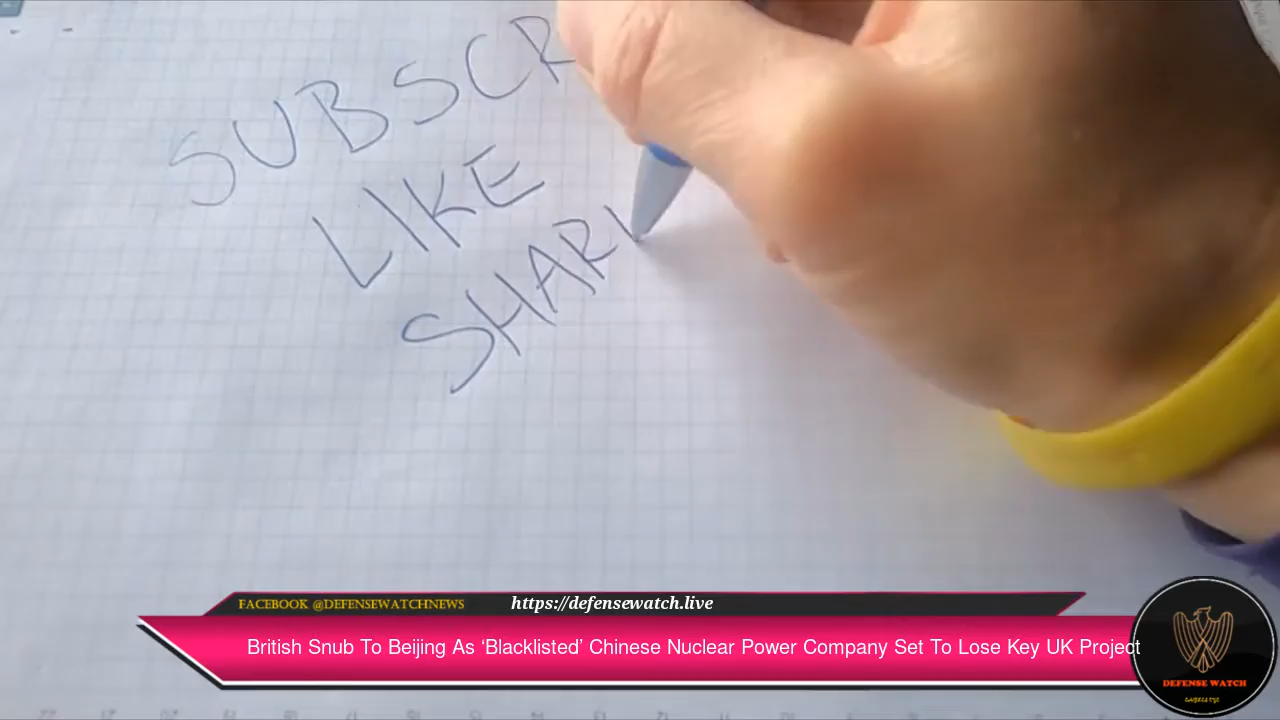 SUBSCR
LIKE
SHAR
FACEBOOK @DEFENSEWATCHNEWS
https://defensewatch.live
British Snub To Beijing As ‘Blacklisted’ Chinese Nuclear Power Company Set To Lose Key UK Project
DEFENSE WATCH